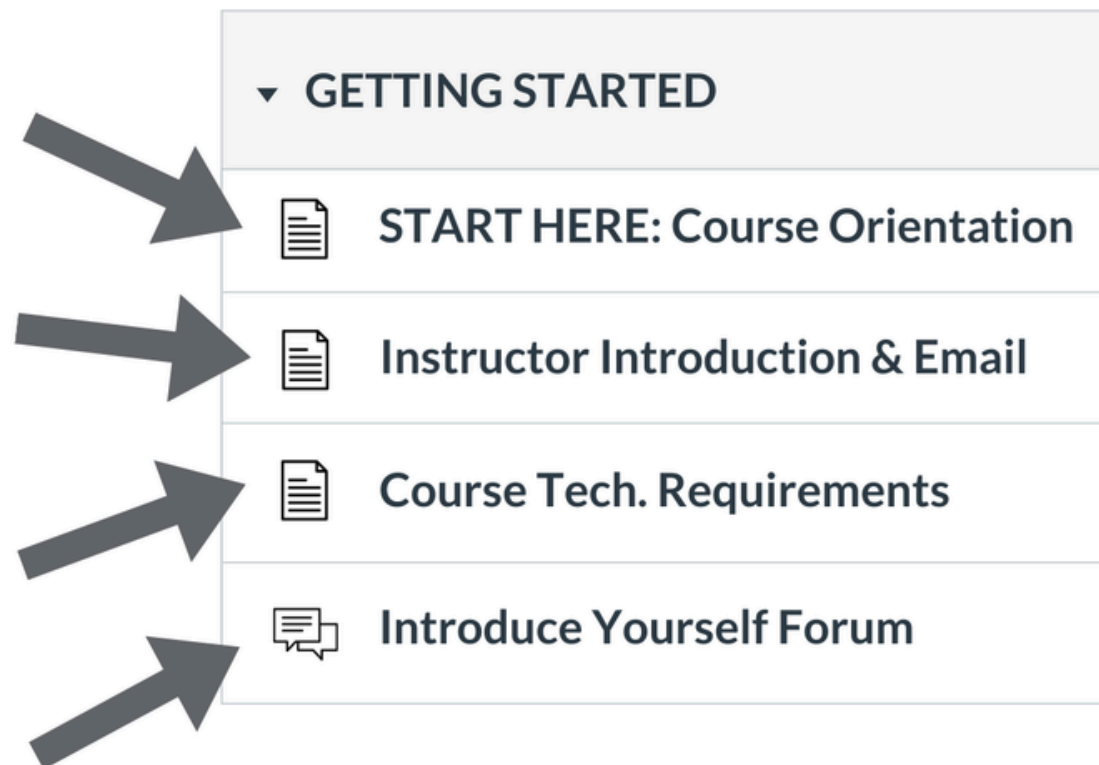 GETTING STARTED
START HERE: Course Orientation
Instructor Introduction & Email
Course Tech. Requirements
Introduce Yourself Forum